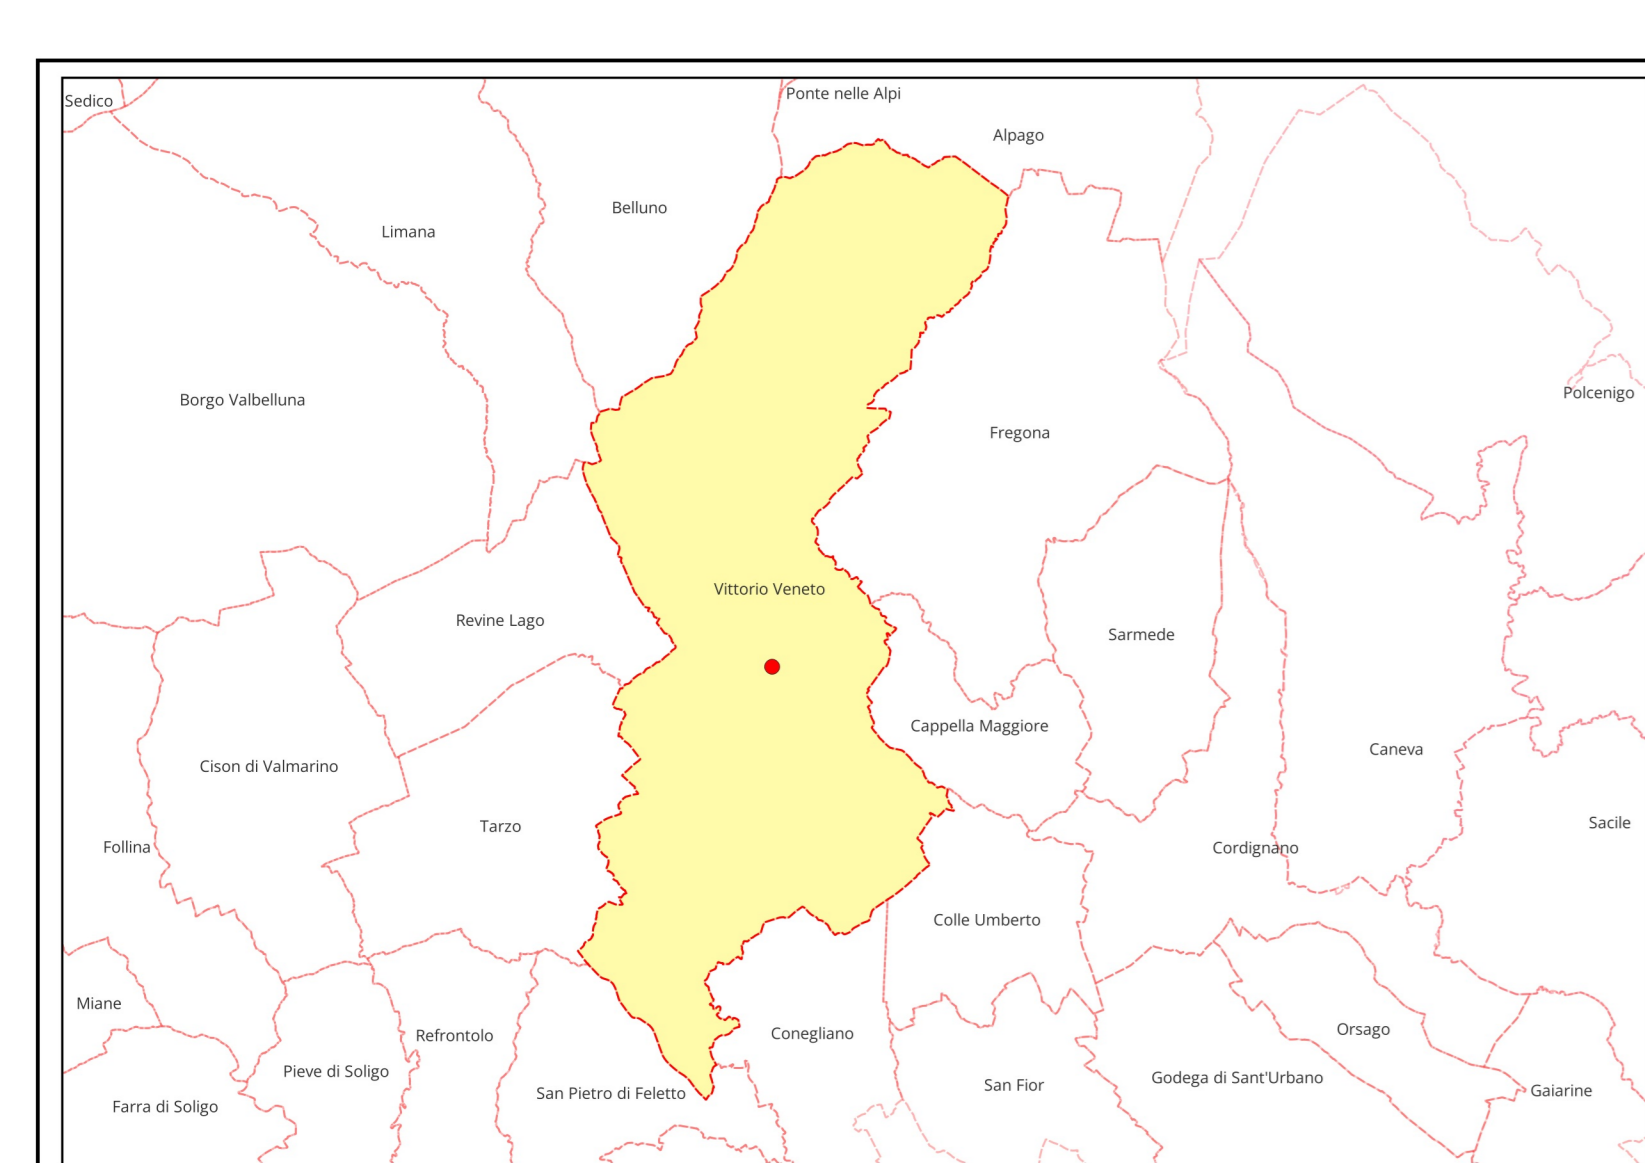 Sedico
Ponte nelle Alpi
Alpago
Belluno
Limana
Polcenigo
Borgo Valbelluna
Fregona
Vittorio Veneto
Revine Lago
Sarmede
Cappella Maggiore
Caneva
Cison di Valmarino
Sacile
Tarzo
Follina
Cordignano
Colle Umberto
Miane
Orsago
Conegliano
Refrontolo
Pieve di Soligo
Godega di Sant'Urbano
San Fior
Gaiarine
San Pietro di Feletto
Farra di Soligo